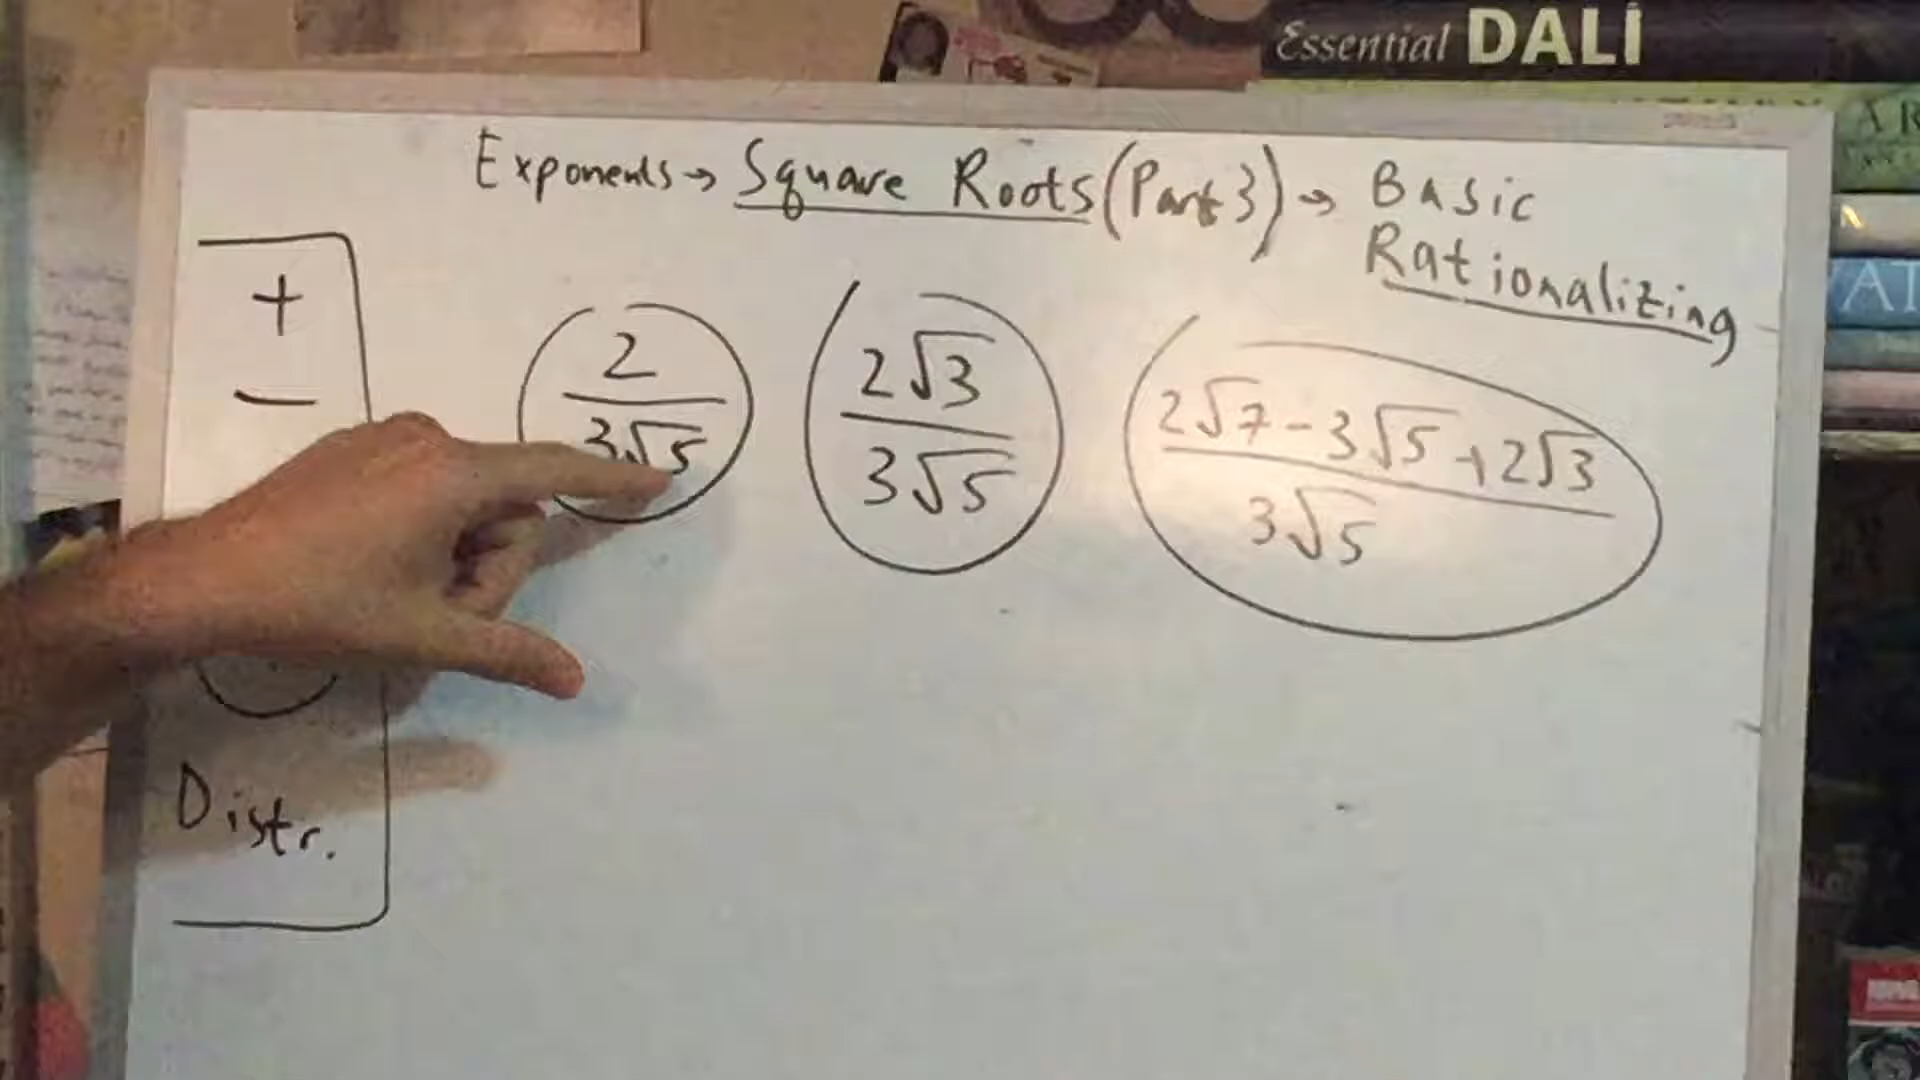 Essential DALÍ
Exponents → Square Roots (Part 3) → Basic
Rationalizing
+
−
2
3√5
2√3
3√5
2√7 − 3√5 + 2√3
3√5
Distr.